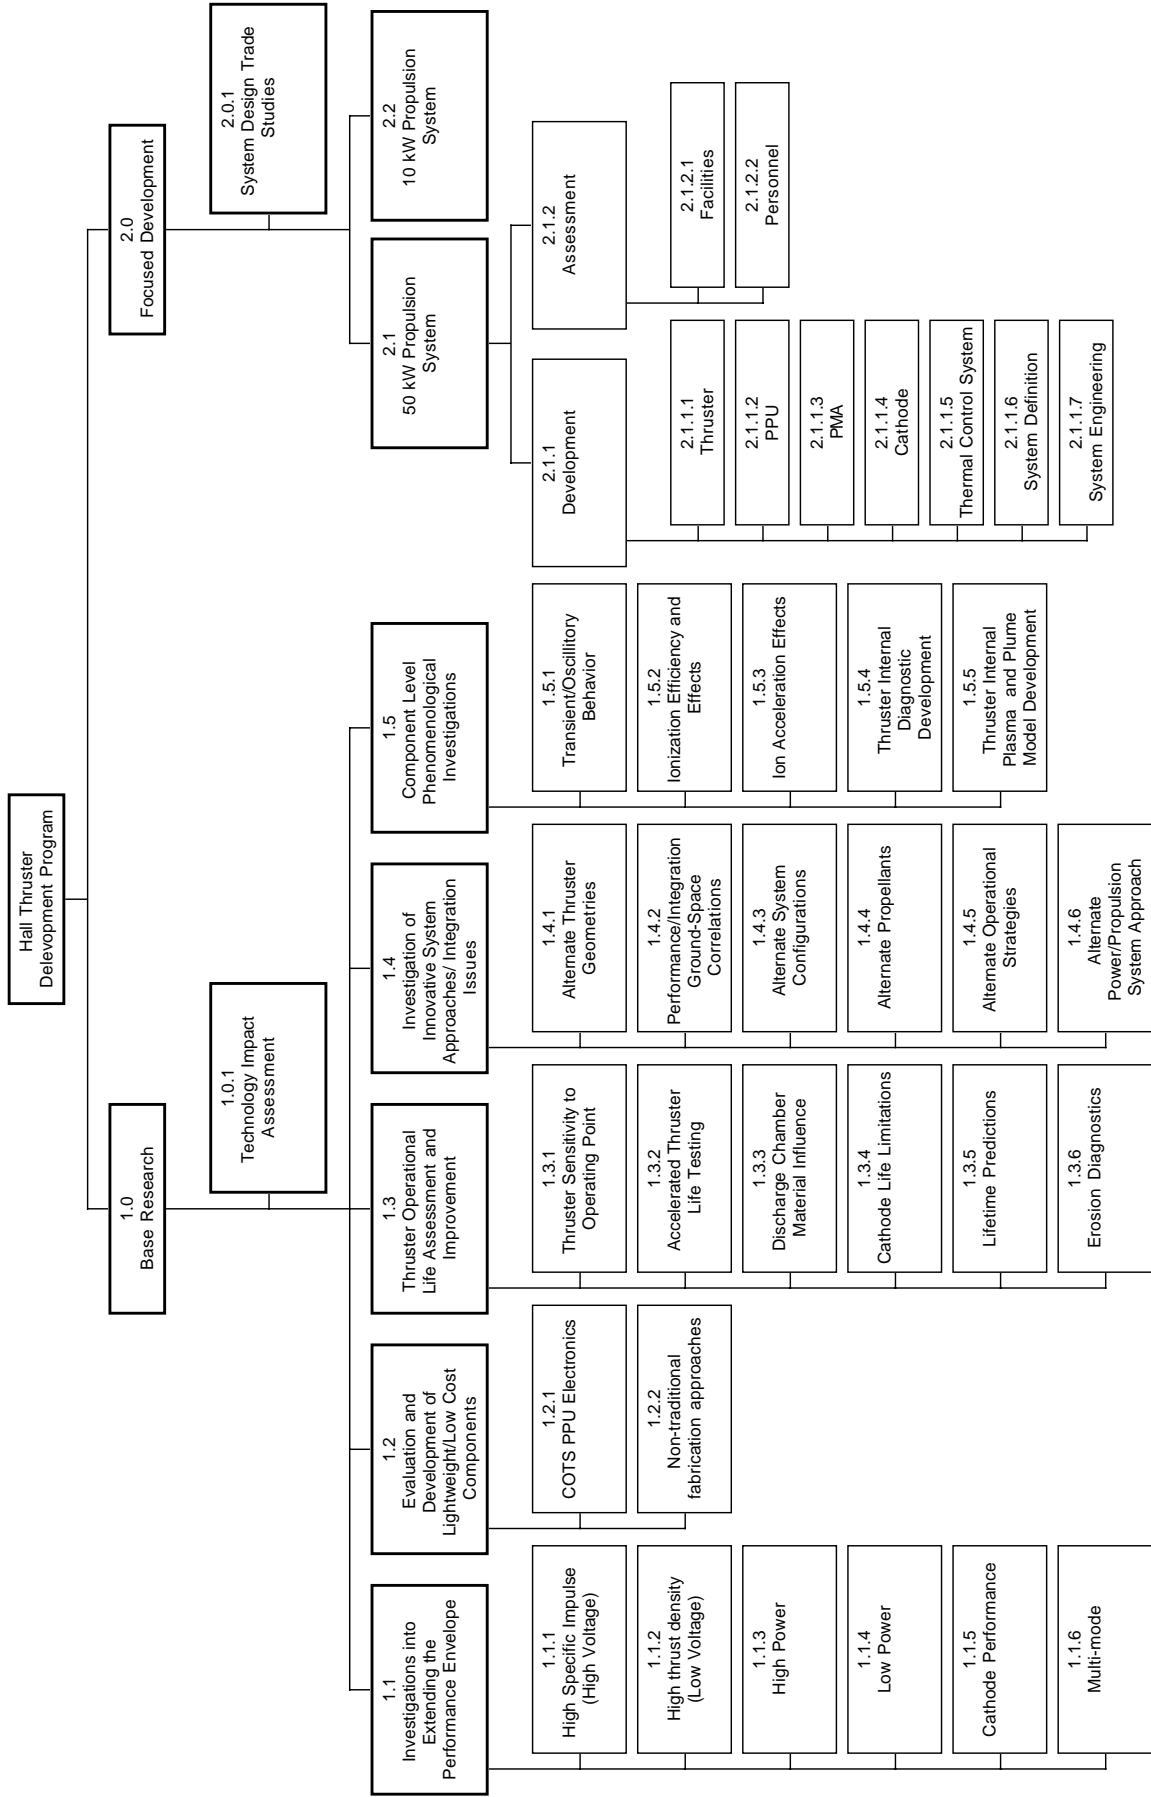 Hall Thruster
Delevopment Program
1.0
Base Research
2.0
Focused Development
1.0.1
Technology Impact
Assessment
2.0.1
System Design Trade
Studies
1.1
Investigations into
Extending the
Performance Envelope
1.2
Evaluation and
Development of
Lightweight/Low Cost
Components
1.3
Thruster Operational
Life Assessment and
Improvement
1.4
Investigation of
Innovative System
Approaches/ Integration
Issues
1.5
Component Level
Phenomenological
Investigations
2.1
50 kW Propulsion
System
2.2
10 kW Propulsion
System
1.1.1
High Specific Impulse
(High Voltage)
1.1.2
High thrust density
(Low Voltage)
1.1.3
High Power
1.1.4
Low Power
1.1.5
Cathode Performance
1.1.6
Multi-mode
1.2.1
COTS PPU Electronics
1.2.2
Non-traditional
fabrication approaches
1.3.1
Thruster Sensitivity to
Operating Point
1.3.2
Accelerated Thruster
Life Testing
1.3.3
Discharge Chamber
Material Influence
1.3.4
Cathode Life Limitations
1.3.5
Lifetime Predictions
1.3.6
Erosion Diagnostics
1.4.1
Alternate Thruster
Geometries
1.4.2
Performance/Integration
Ground-Space
Correlations
1.4.3
Alternate System
Configurations
1.4.4
Alternate Propellants
1.4.5
Alternate Operational
Strategies
1.4.6
Alternate
Power/Propulsion
System Approach
1.5.1
Transient/Oscillitory
Behavior
1.5.2
Ionization Efficiency and
Effects
1.5.3
Ion Acceleration Effects
1.5.4
Thruster Internal
Diagnostic
Development
1.5.5
Thruster Internal
Plasma and Plume
Model Development
2.1.1
Development
2.1.2
Assessment
2.1.1.1
Thruster
2.1.1.2
PPU
2.1.1.3
PMA
2.1.1.4
Cathode
2.1.1.5
Thermal Control System
2.1.1.6
System Definition
2.1.1.7
System Engineering
2.1.2.1
Facilities
2.1.2.2
Personnel